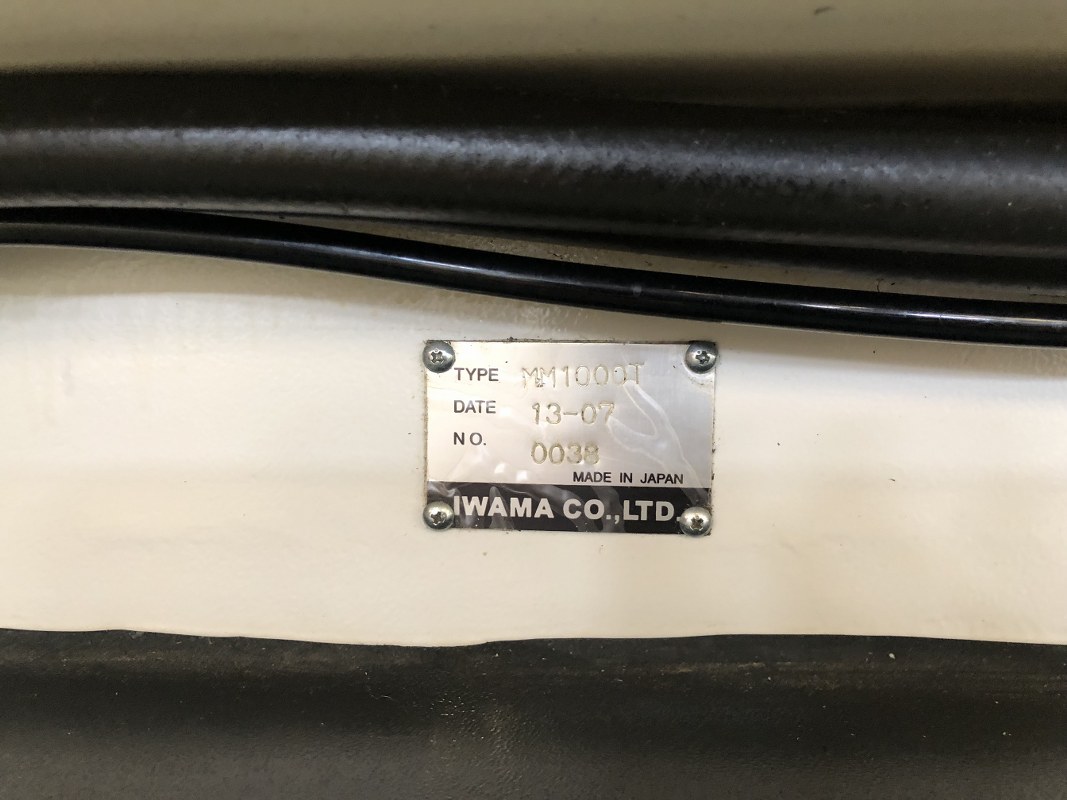 TYPE MM1000T
DATE 13-07
NO. 0038
MADE IN JAPAN
IWAMA CO.,LTD.